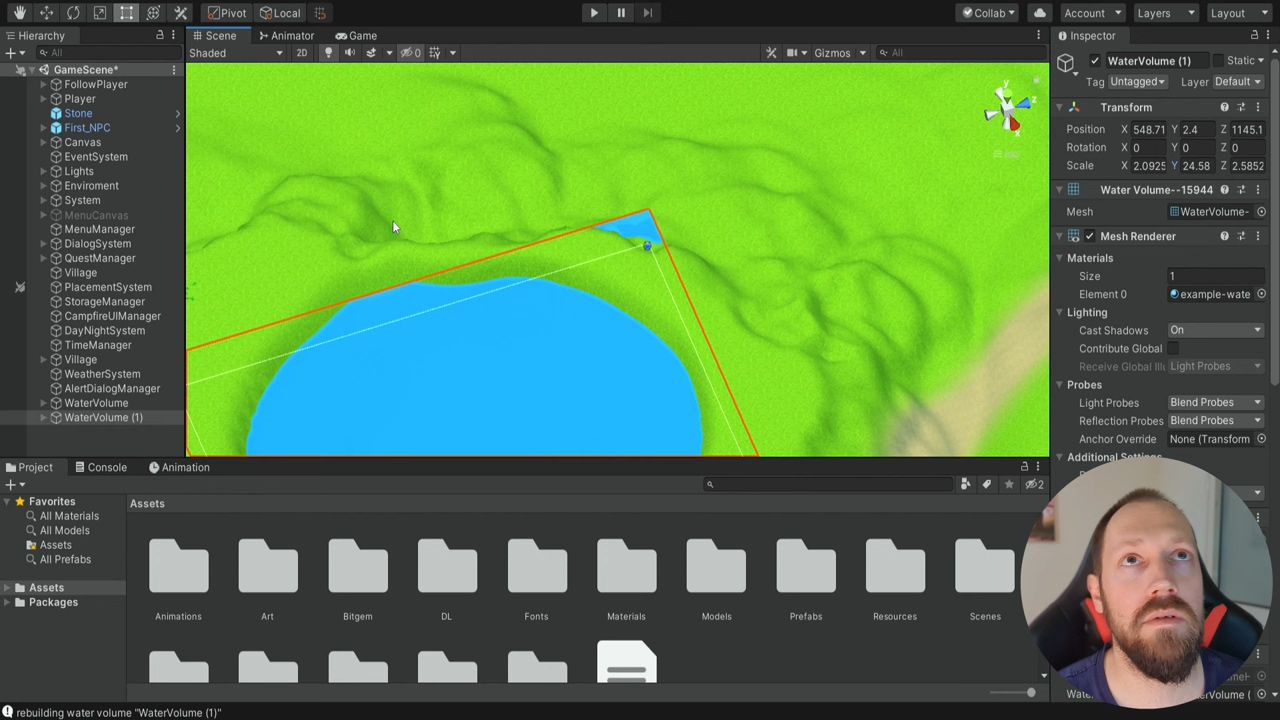 Pivot Local Collab Account Layers Layout
Hierarchy Scene Animator Game Inspector
All Shaded 2D 0 Gizmos All
GameScene*
FollowPlayer
Player
Stone
First_NPC
Canvas
EventSystem
Lights
Enviroment
System
MenuCanvas
MenuManager
DialogSystem
QuestManager
Village
PlacementSystem
StorageManager
CampfireUIManager
DayNightSystem
TimeManager
Village
WeatherSystem
AlertDialogManager
WaterVolume
WaterVolume (1)
y
z
x
WaterVolume (1) Static
Tag Untagged Layer Default
Transform
Position X 548.71 Y 2.4 Z 1145.1
Rotation X 0 Y 0 Z 0
Scale X 2.0925 Y 24.58 Z 2.5852
Water Volume--15944
Mesh WaterVolume-
Mesh Renderer
Materials
Size 1
Element 0 example-wate
Lighting
Cast Shadows On
Contribute Global
Receive Global Illu Light Probes
Probes
Light Probes Blend Probes
Reflection Probes Blend Probes
Anchor Override None (Transform
Additional Settings
Project Console Animation
2
Favorites
All Materials
All Models
Assets
All Prefabs
Assets
Packages
Assets
Animations Art Bitgem DL Fonts Materials Models Prefabs Resources Scenes
rebuilding water volume "WaterVolume (1)"